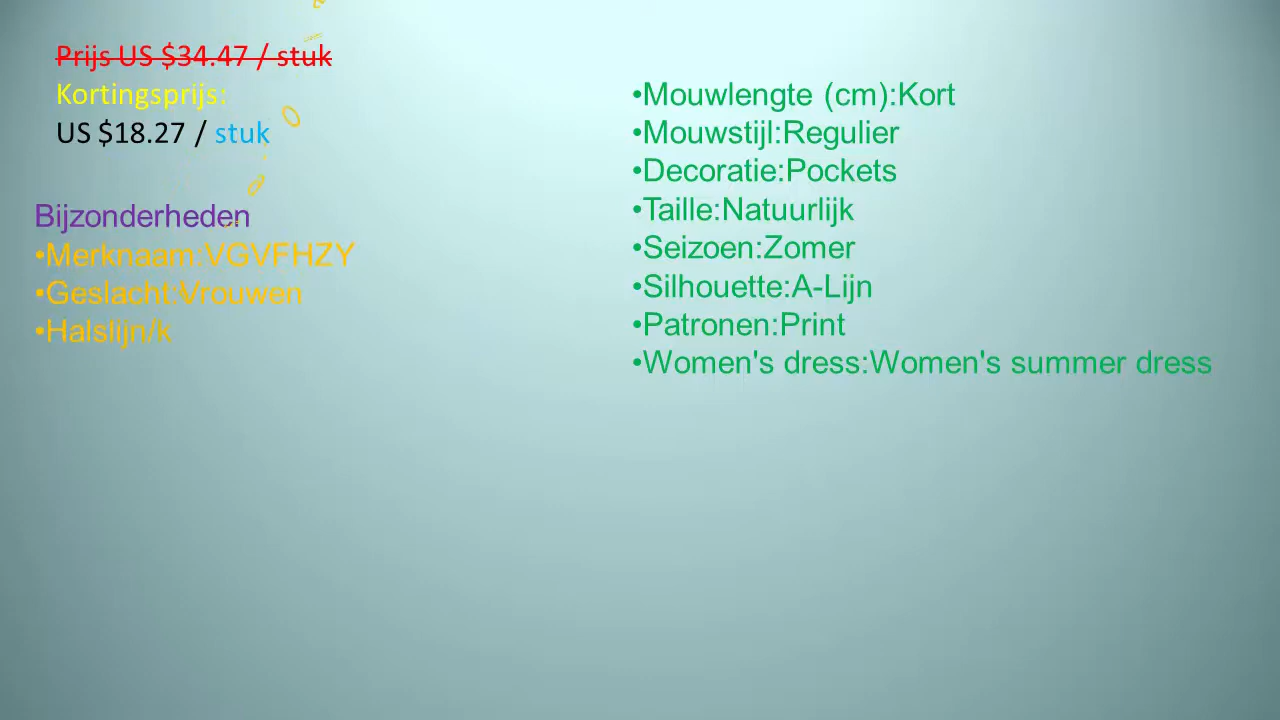 Prijs US $34.47 / stuk
Kortingsprijs:
US $18.27 / stuk
Bijzonderheden
•Merknaam:VGVFHZY
•Geslacht:Vrouwen
•Halslijn/k
•Mouwlengte (cm):Kort
•Mouwstijl:Regulier
•Decoratie:Pockets
•Taille:Natuurlijk
•Seizoen:Zomer
•Silhouette:A-Lijn
•Patronen:Print
•Women's dress:Women's summer dress